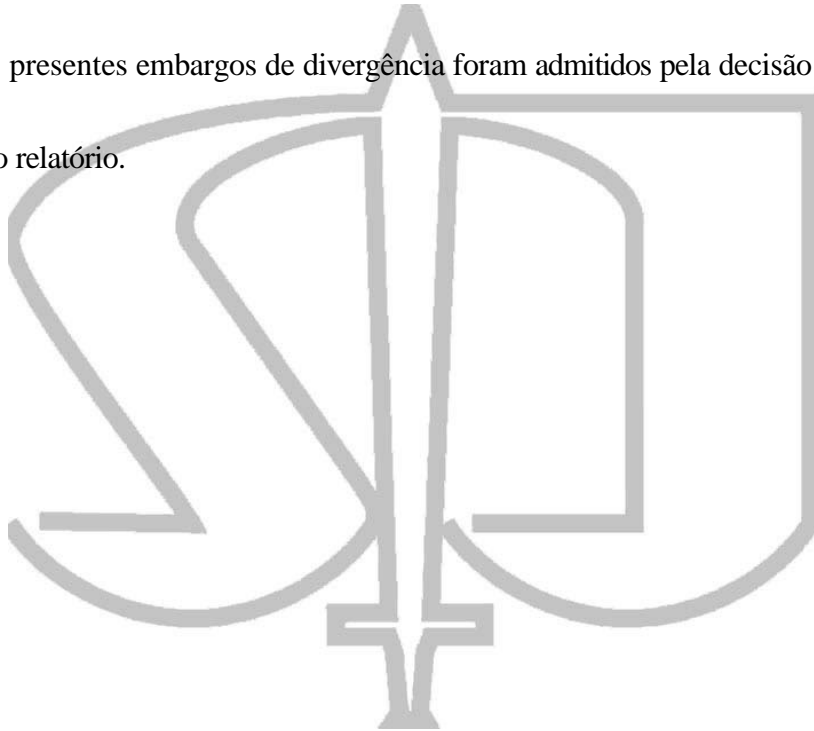 presentes embargos de divergência foram admitidos pela decisão
o relatório.